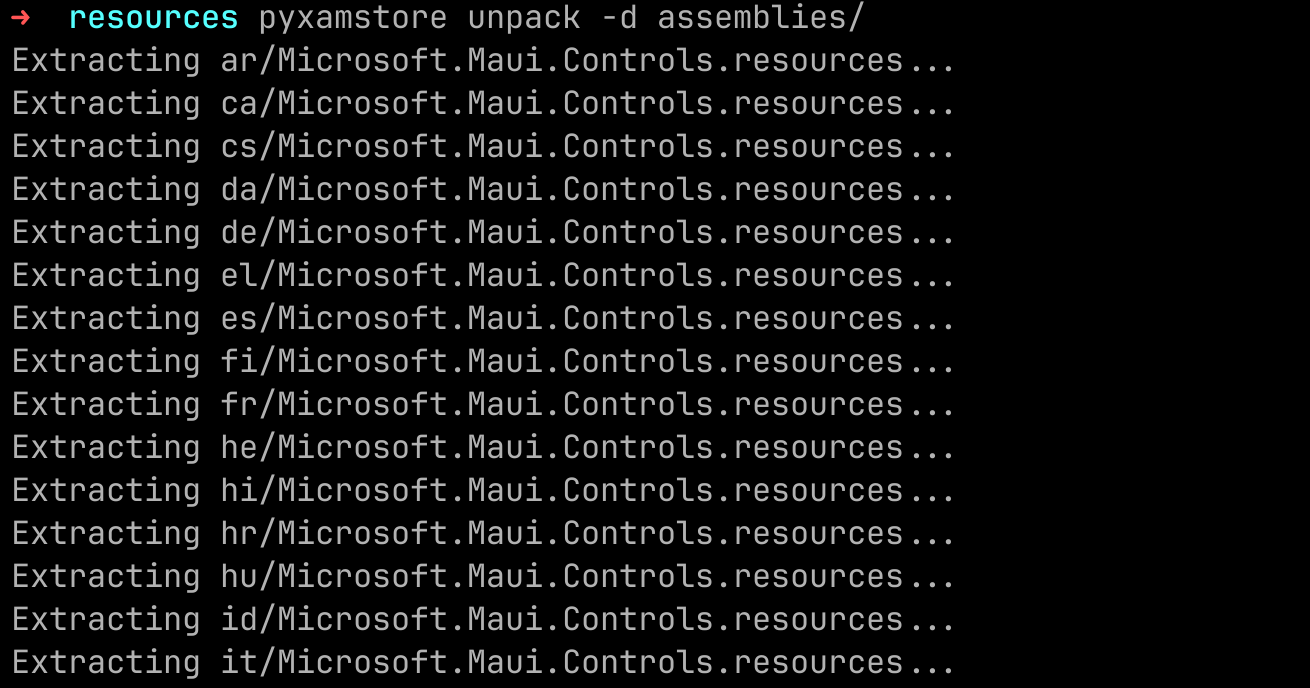 ➜  resources pyxamstore unpack -d assemblies/
Extracting ar/Microsoft.Maui.Controls.resources...
Extracting ca/Microsoft.Maui.Controls.resources...
Extracting cs/Microsoft.Maui.Controls.resources...
Extracting da/Microsoft.Maui.Controls.resources...
Extracting de/Microsoft.Maui.Controls.resources...
Extracting el/Microsoft.Maui.Controls.resources...
Extracting es/Microsoft.Maui.Controls.resources...
Extracting fi/Microsoft.Maui.Controls.resources...
Extracting fr/Microsoft.Maui.Controls.resources...
Extracting he/Microsoft.Maui.Controls.resources...
Extracting hi/Microsoft.Maui.Controls.resources...
Extracting hr/Microsoft.Maui.Controls.resources...
Extracting hu/Microsoft.Maui.Controls.resources...
Extracting id/Microsoft.Maui.Controls.resources...
Extracting it/Microsoft.Maui.Controls.resources...